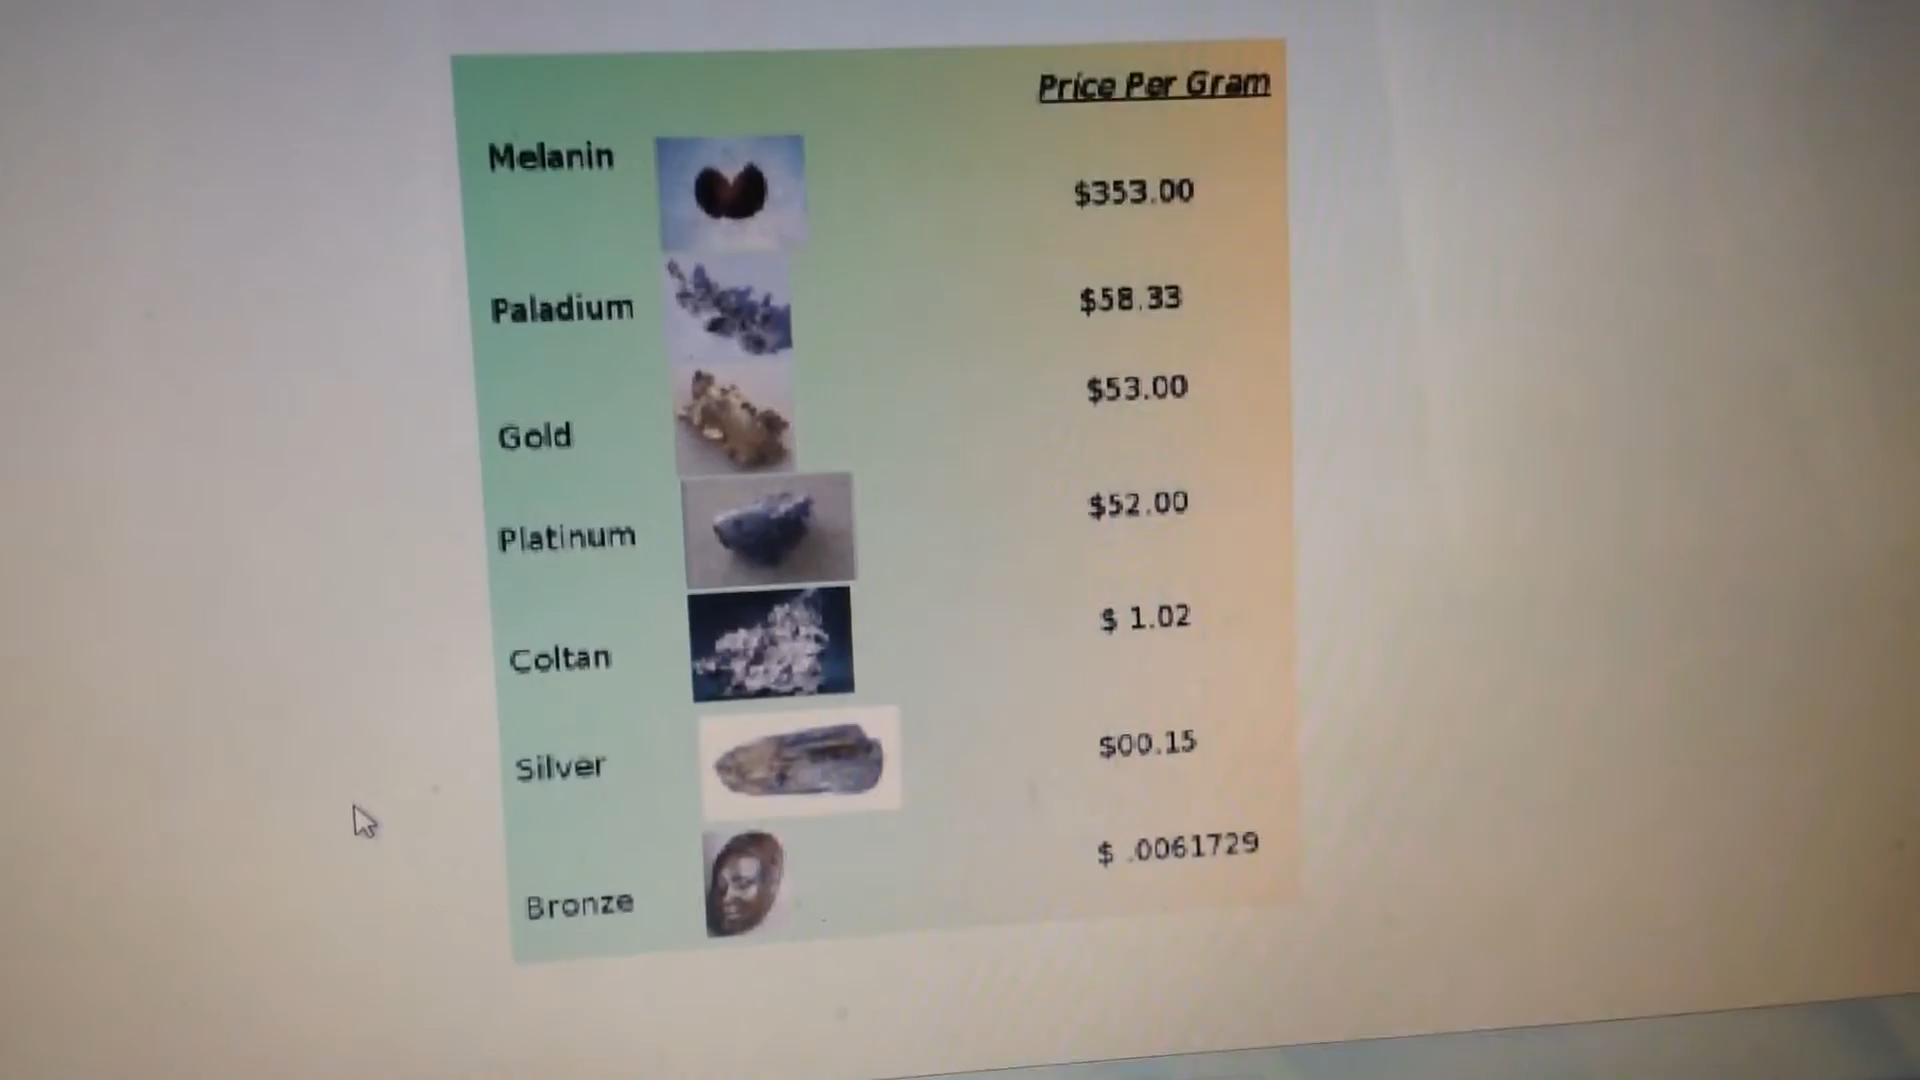 Price Per Gram
Melanin
$353.00
Paladium
$58.33
Gold
$53.00
Platinum
$52.00
Coltan
$ 1.02
Silver
$00.15
Bronze
$ .0061729